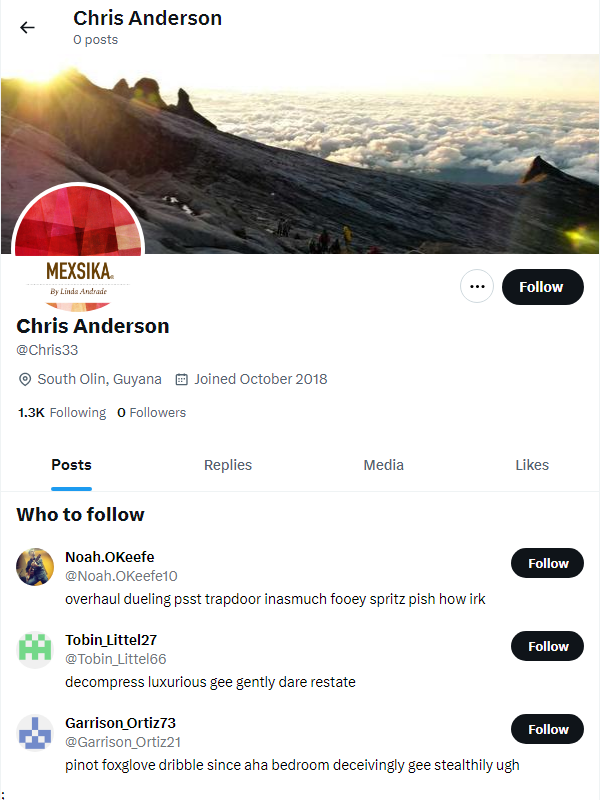 Chris Anderson
0 posts
MEXSIKA®
By Linda Andrade
Follow
Chris Anderson
@Chris33
South Olin, Guyana Joined October 2018
1.3K Following 0 Followers
Posts Replies Media Likes
Who to follow
Noah.OKeefe
@Noah.OKeefe10
Follow
overhaul dueling psst trapdoor inasmuch fooey spritz pish how irk
Tobin_Littel27
@Tobin_Littel66
Follow
decompress luxurious gee gently dare restate
Garrison_Ortiz73
@Garrison_Ortiz21
Follow
pinot foxglove dribble since aha bedroom deceivingly gee stealthily ugh
;